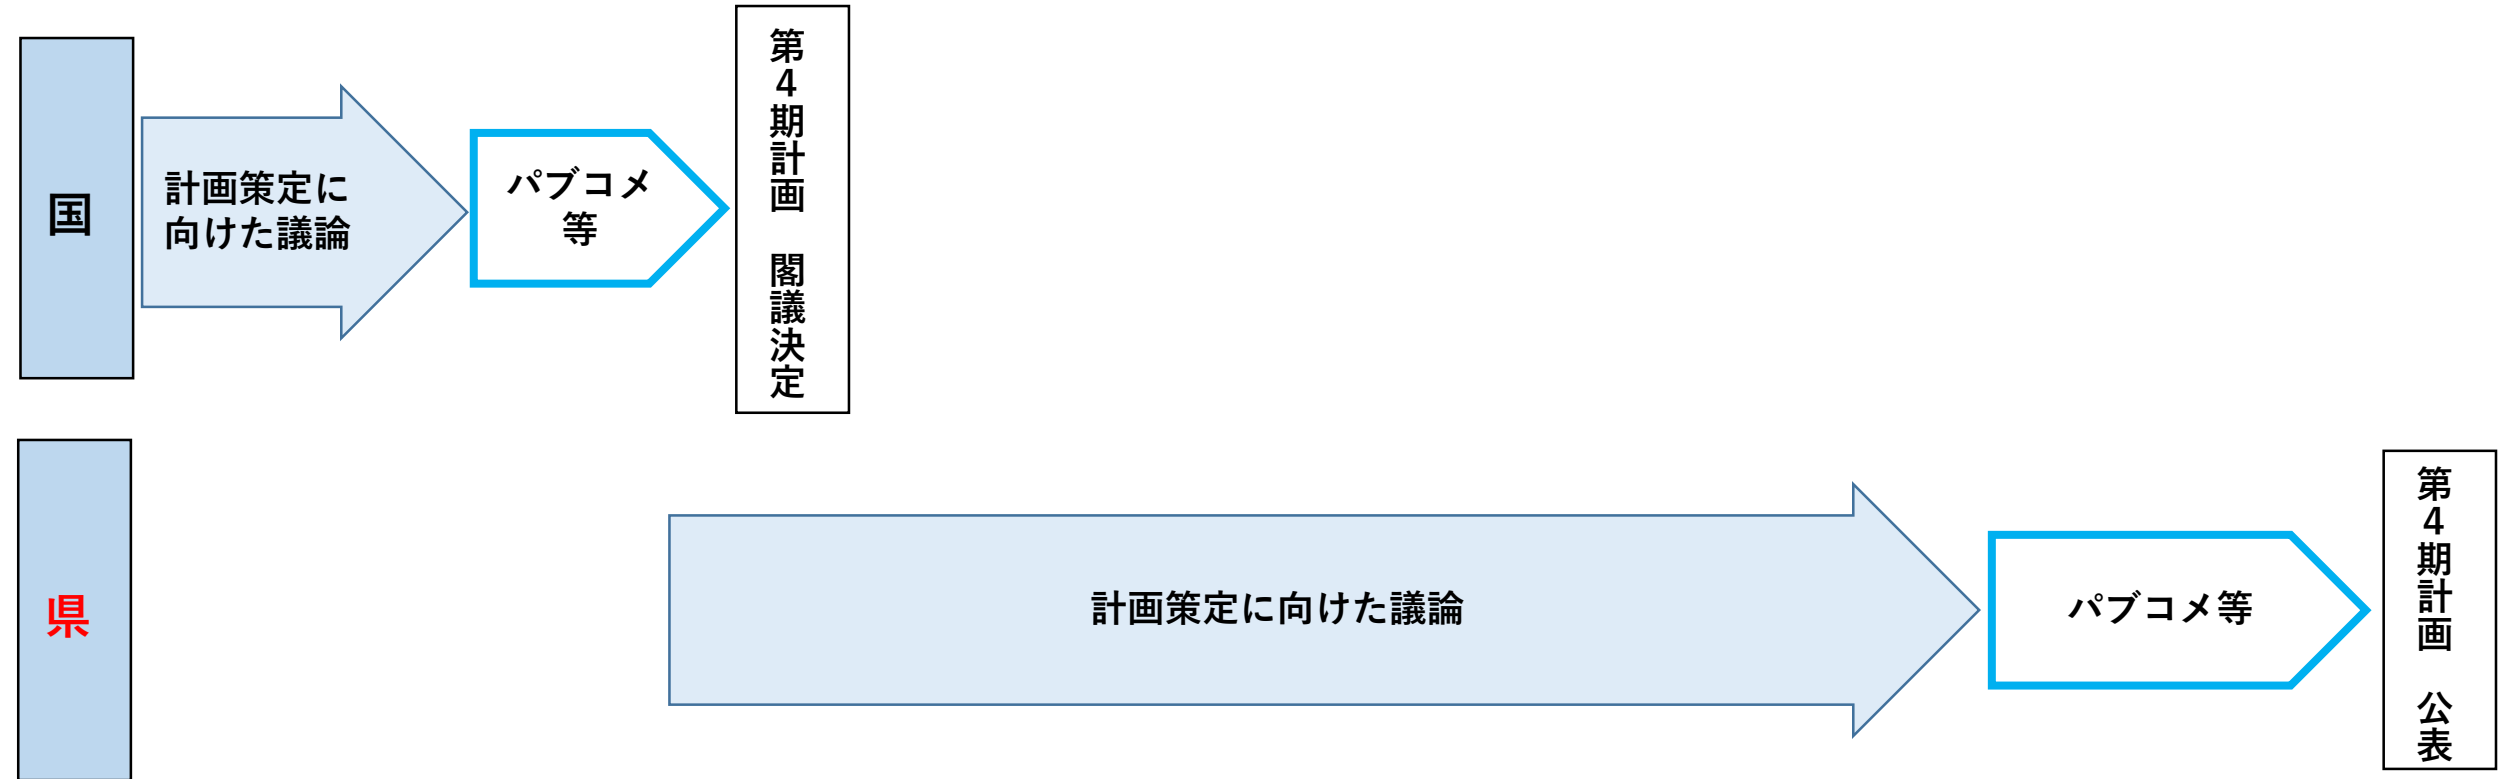 国
計画策定に
向けた議論
パブコメ
等
第4期計画　閣議決定
県
計画策定に向けた議論
パブコメ等
第4期計画　公表